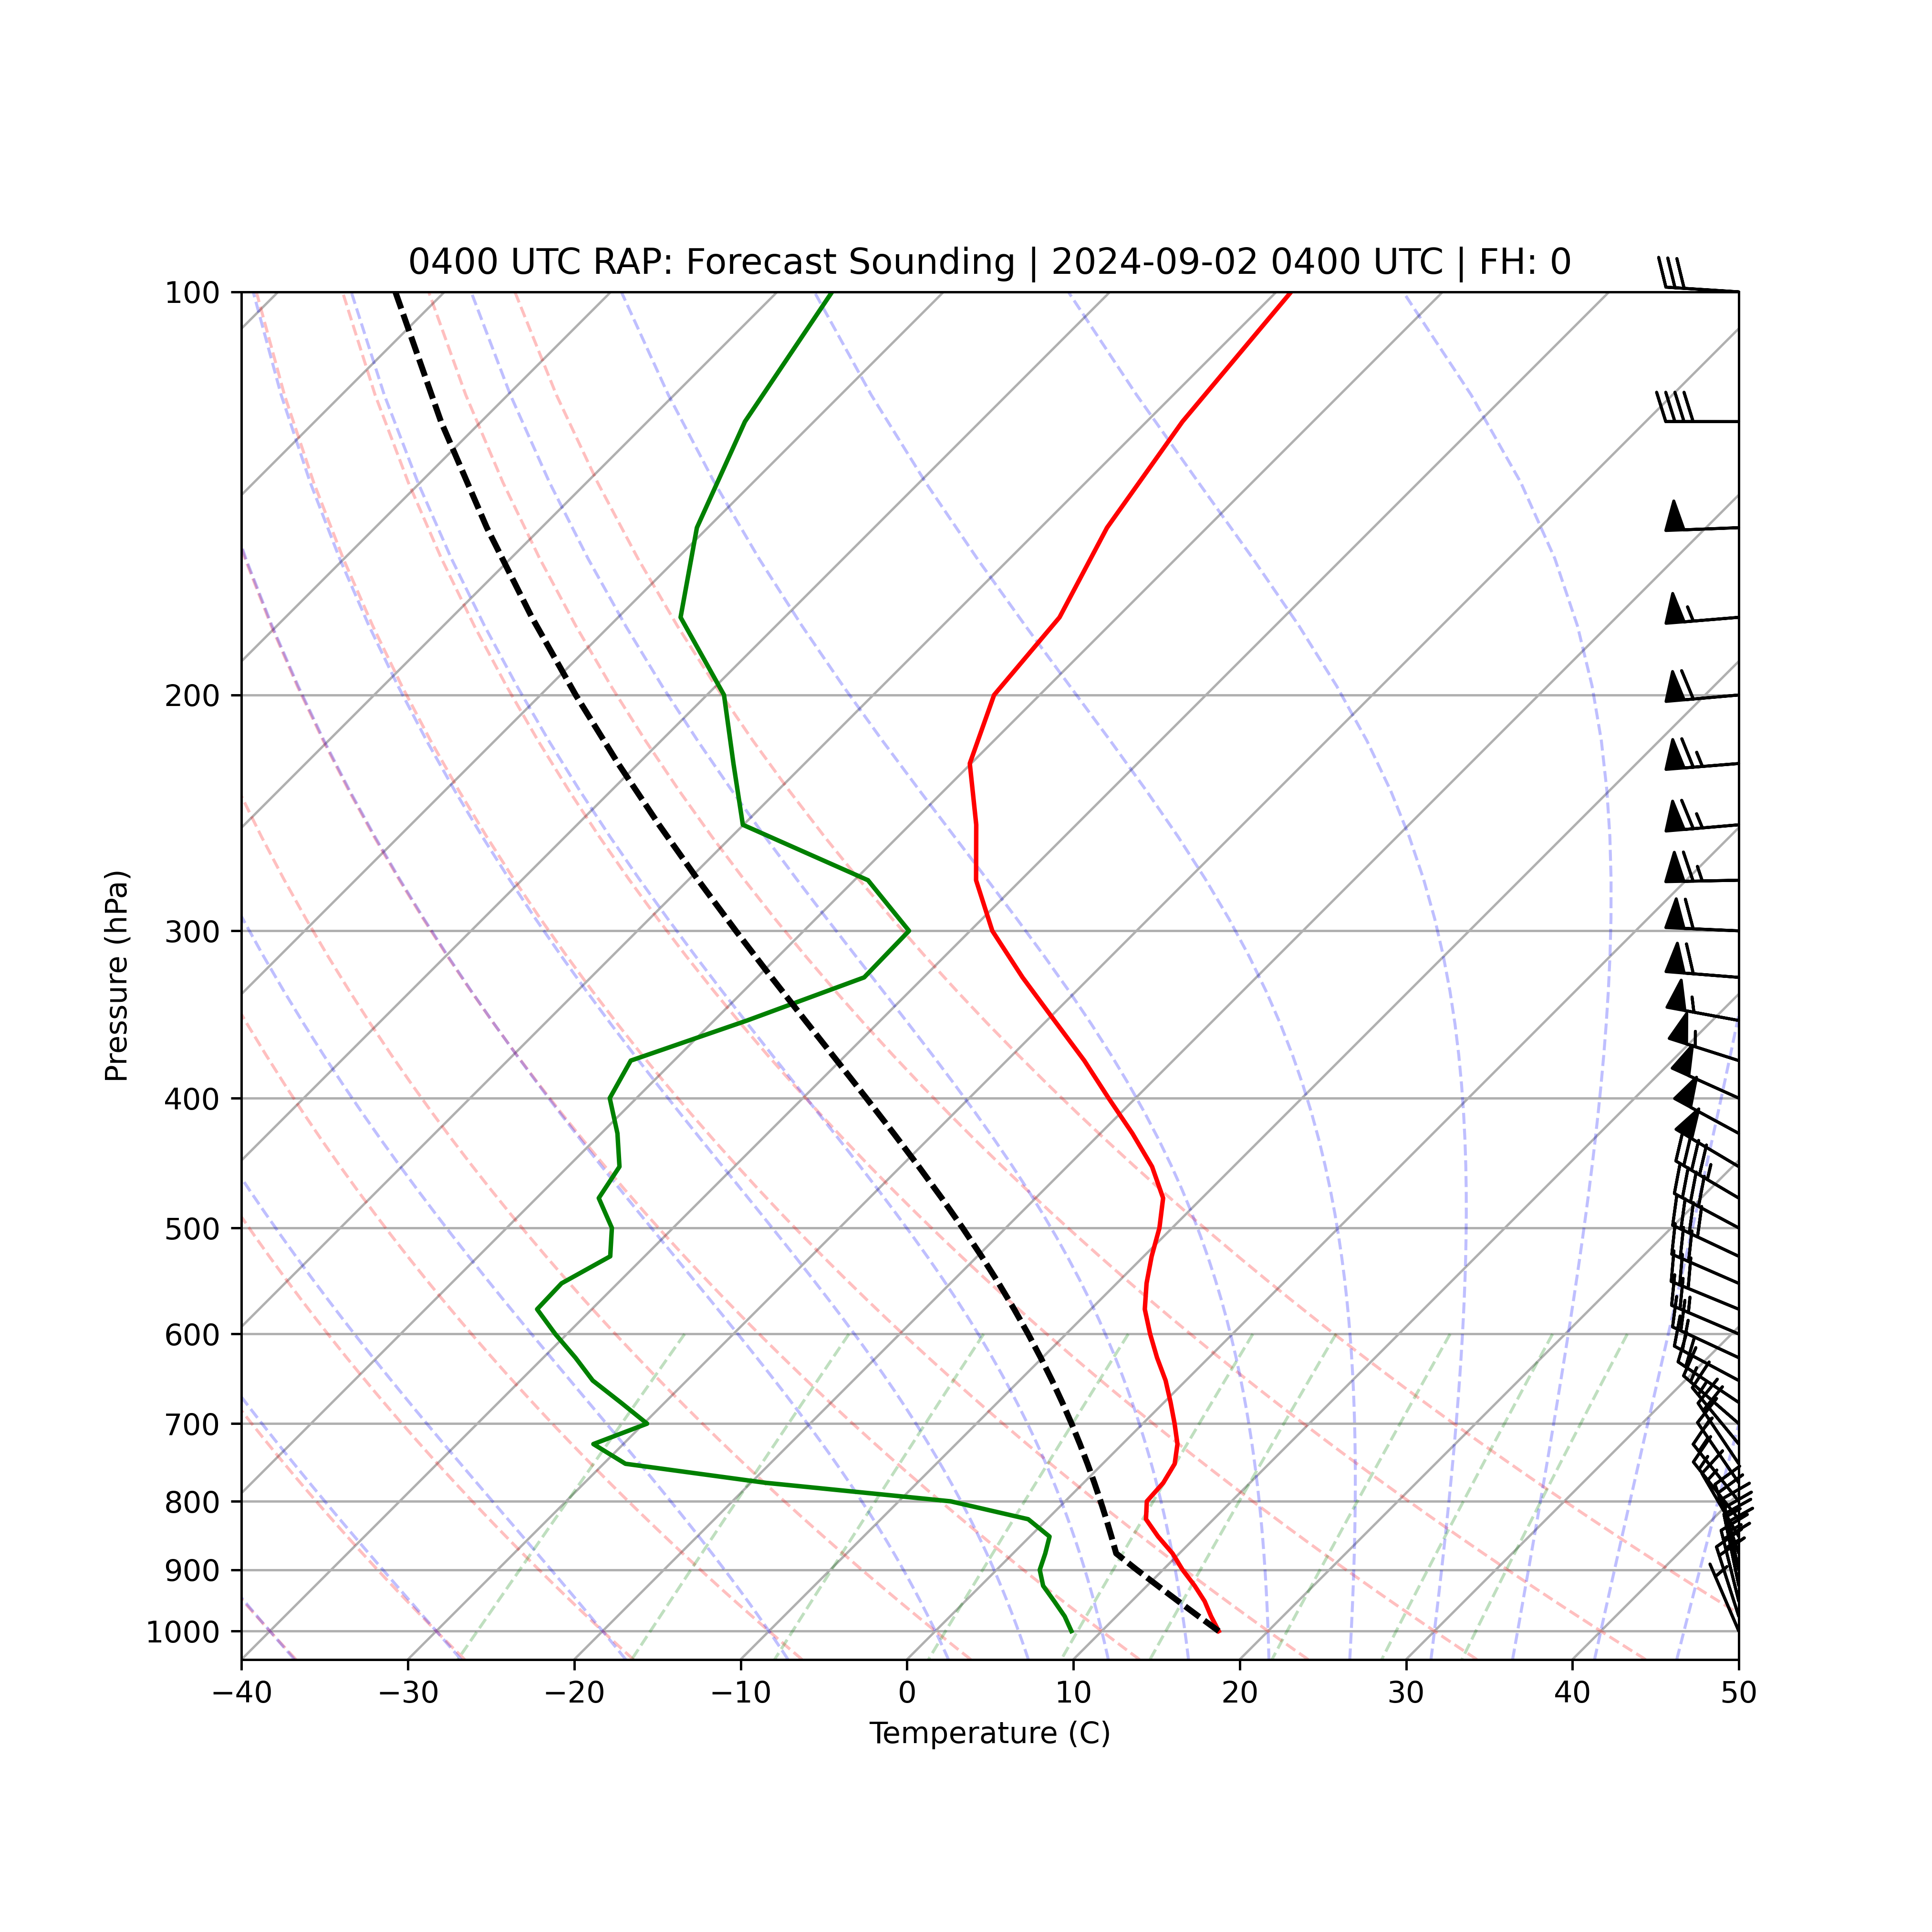 0400 UTC RAP: Forecast Sounding | 2024-09-02 0400 UTC | FH: 0
100
200
300
400
500
600
700
800
900
1000
Pressure (hPa)
−40 −30 −20 −10 0 10 20 30 40 50
Temperature (C)